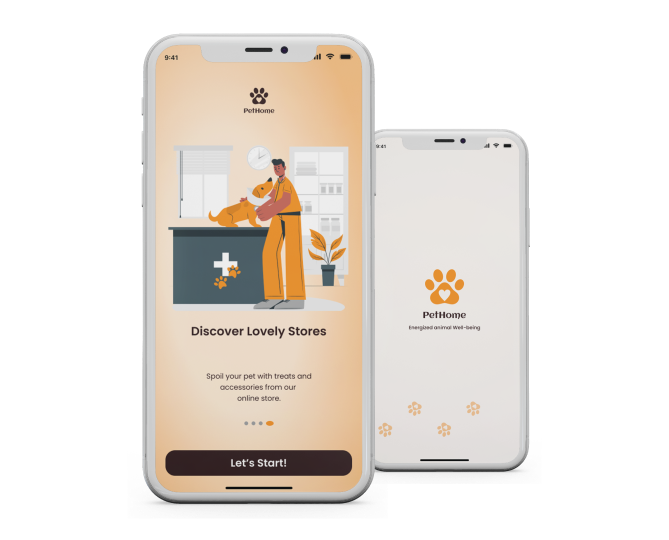 9:41
PetHome
Discover Lovely Stores
Spoil your pet with treats and
accessories from our
online store.
Let's Start!
9:41
PetHome
Energized animal Well-being